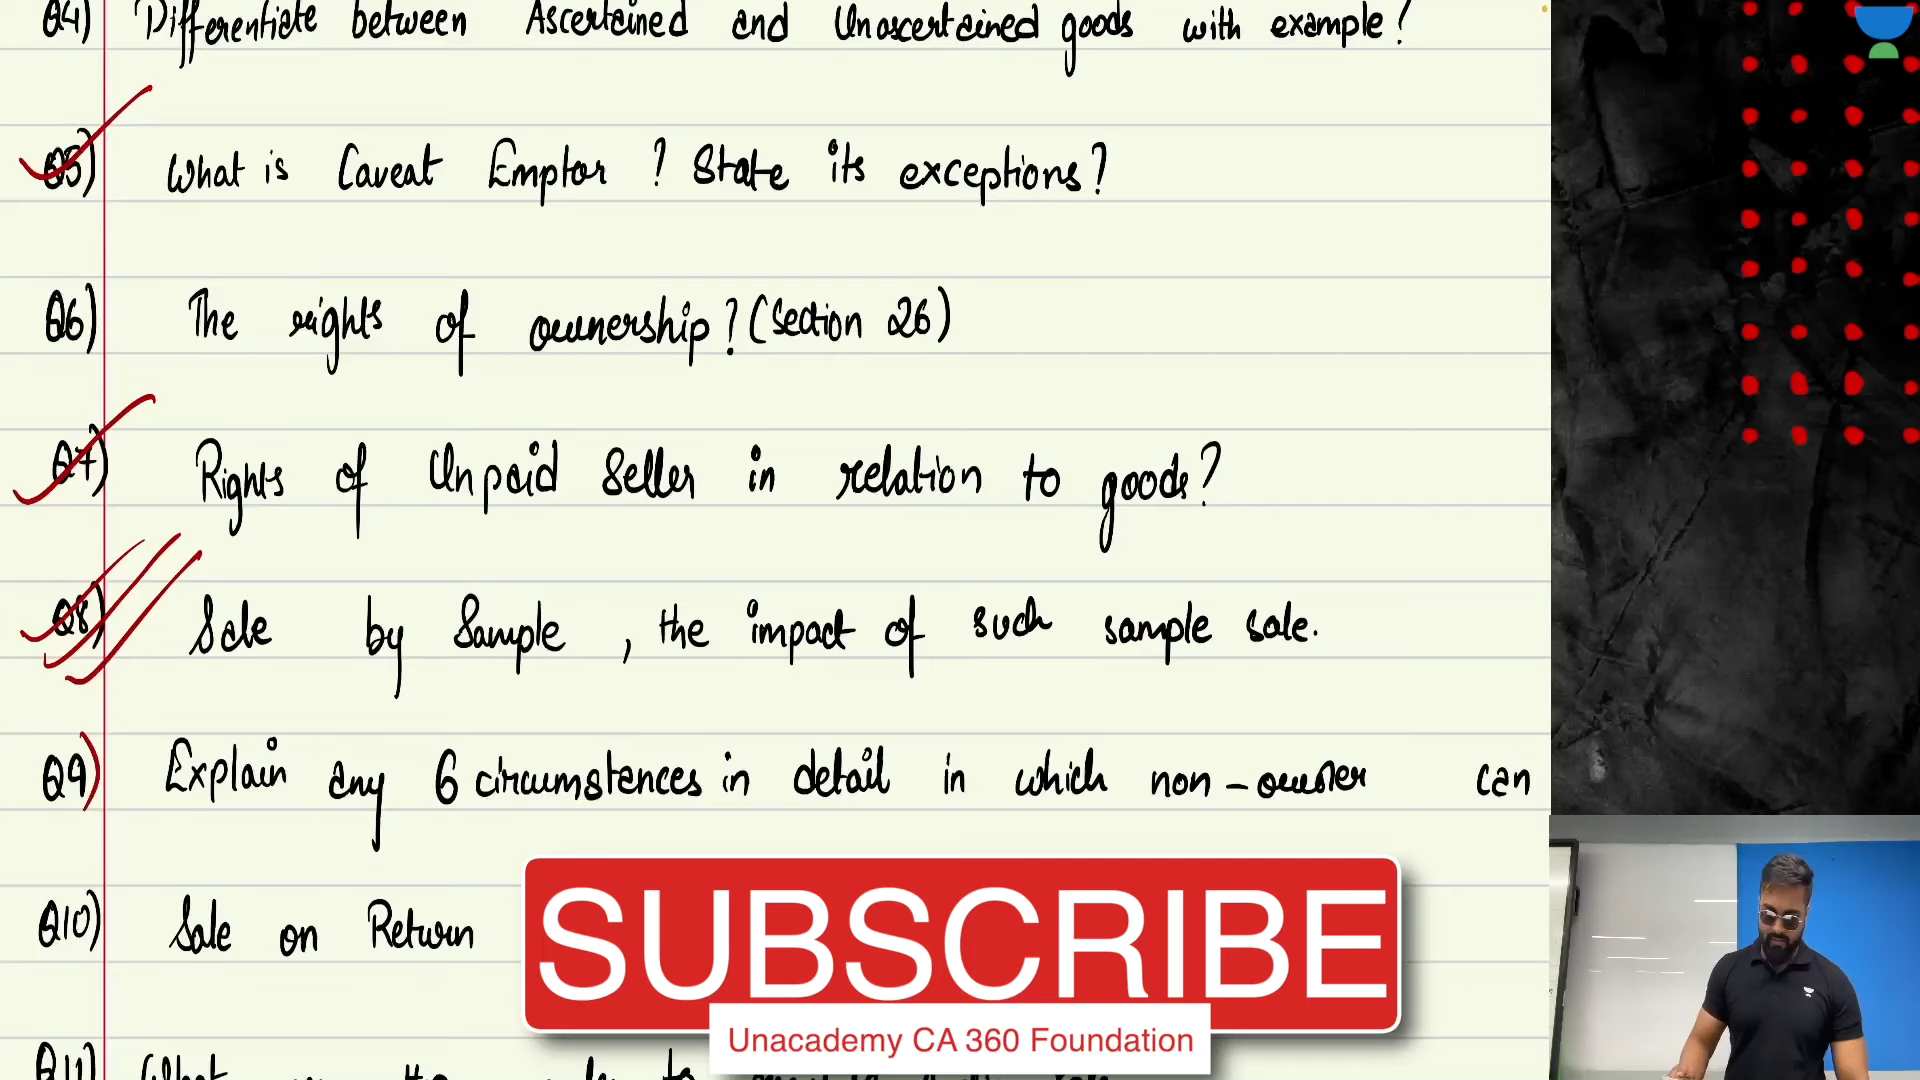 Q4) Differentiate between Ascertained and Unascertained goods with example?
Q5) What is Caveat Emptor ? State its exceptions?
Q6) The rights of ownership? (Section 26)
Q7) Rights of Unpaid Seller in relation to goods?
Q8) Sale by Sample , the impact of such sample sale.
Q9) Explain any 6 circumstances in detail in which non-owner can
Q10) Sale on Return
SUBSCRIBE
Unacademy CA 360 Foundation
Q11) What